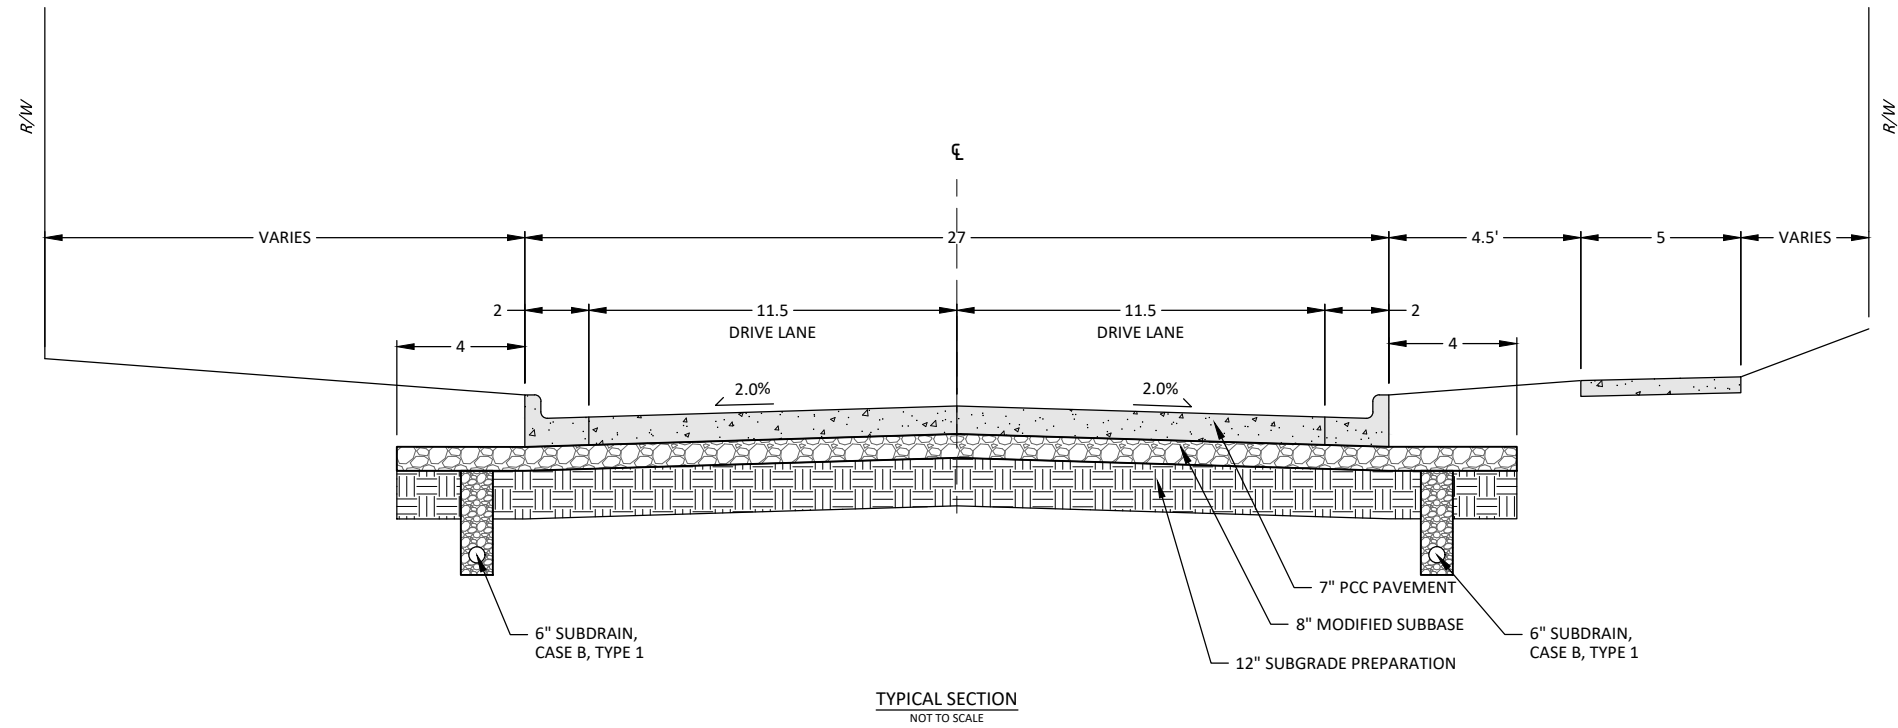 R/W
R/W
℄
VARIES
27
4.5'
5
VARIES
2
11.5
DRIVE LANE
11.5
DRIVE LANE
2
4
4
2.0%
2.0%
7" PCC PAVEMENT
8" MODIFIED SUBBASE
12" SUBGRADE PREPARATION
6" SUBDRAIN,
CASE B, TYPE 1
6" SUBDRAIN,
CASE B, TYPE 1
TYPICAL SECTION
NOT TO SCALE